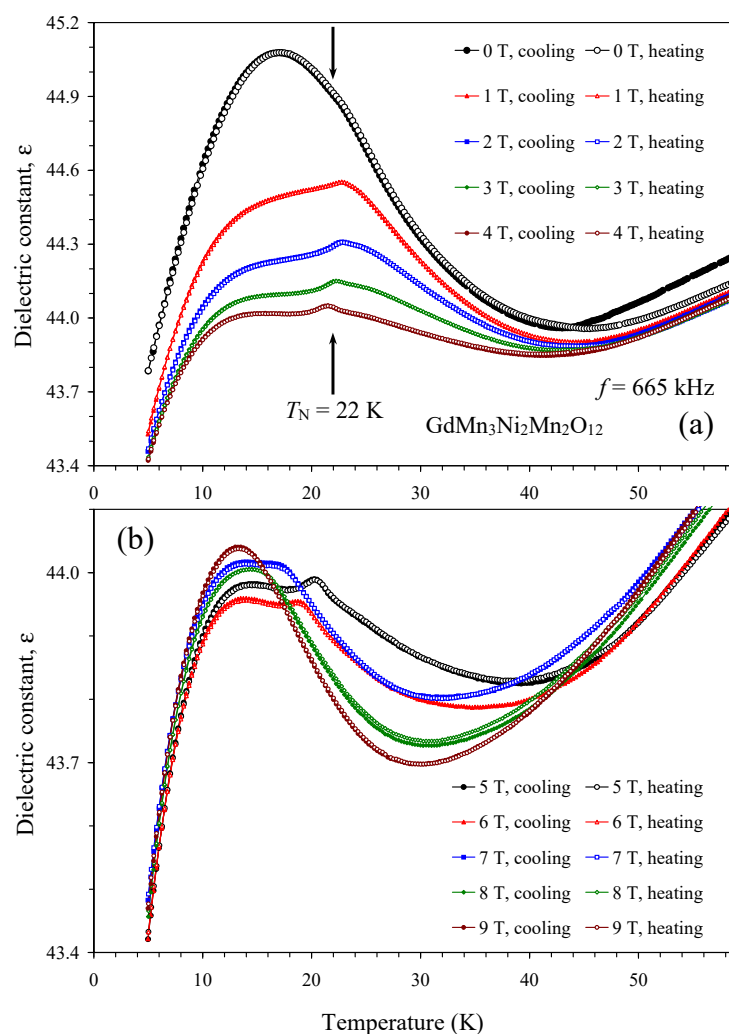 45.2
44.9
44.6
44.3
44.0
43.7
43.4
Dielectric constant, ε
0 T, cooling 0 T, heating
1 T, cooling 1 T, heating
2 T, cooling 2 T, heating
3 T, cooling 3 T, heating
4 T, cooling 4 T, heating
T_N = 22 K
f = 665 kHz
GdMn₃Ni₂Mn₂O₁₂
(a)
0 10 20 30 40 50
(b)
44.0
43.7
43.4
Dielectric constant, ε
5 T, cooling 5 T, heating
6 T, cooling 6 T, heating
7 T, cooling 7 T, heating
8 T, cooling 8 T, heating
9 T, cooling 9 T, heating
0 10 20 30 40 50
Temperature (K)